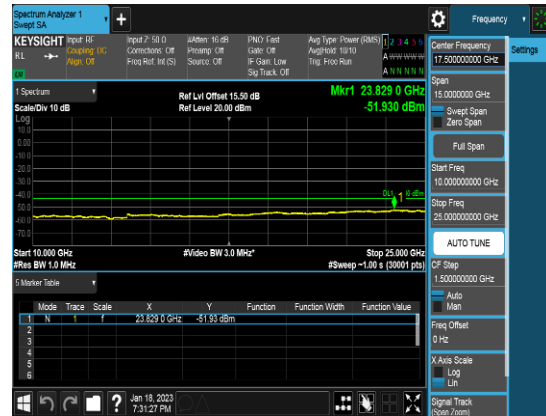 Spectrum Analyzer 1
Swept SA
Frequency
KEYSIGHT
RL
Input: RF
Coupling: DC
Align: Off
Input Z: 50 Ω
Corrections: Off
Freq Ref: Int (S)
#Atten: 16 dB
Preamp: Off
Source: Off
PNO: Fast
Gate: Off
IF Gain: Low
Sig Track: Off
Avg Type: Power (RMS)
Avg|Hold: 10/10
Trig: Free Run
1 2 3 4 5 6
A W W W W W
A N N N N N
1 Spectrum
Scale/Div 10 dB
Ref Lvl Offset 15.50 dB
Ref Level 20.00 dBm
Mkr1 23.829 0 GHz
-51.930 dBm
Log
10.0
0.00
-10.0
-20.0
-30.0
-40.0
-50.0
-60.0
-70.0
1
Start 10.000 GHz
#Res BW 1.0 MHz
#Video BW 3.0 MHz*
Stop 25.000 GHz
#Sweep ~1.00 s (30001 pts)
5 Marker Table
Mode Trace Scale X Y Function Function Width Function Value
1 N 1 f 23.829 0 GHz -51.93 dBm
2
3
4
5
6
Jan 18, 2023
7:31:27 PM
Center Frequency
17.500000000 GHz
Settings
Span
15.0000000 GHz
Swept Span
Zero Span
Full Span
Start Freq
10.000000000 GHz
Stop Freq
25.000000000 GHz
AUTO TUNE
CF Step
1.500000000 GHz
Auto
Man
Freq Offset
0 Hz
X Axis Scale
Log
Lin
Signal Track
(Span Zoom)